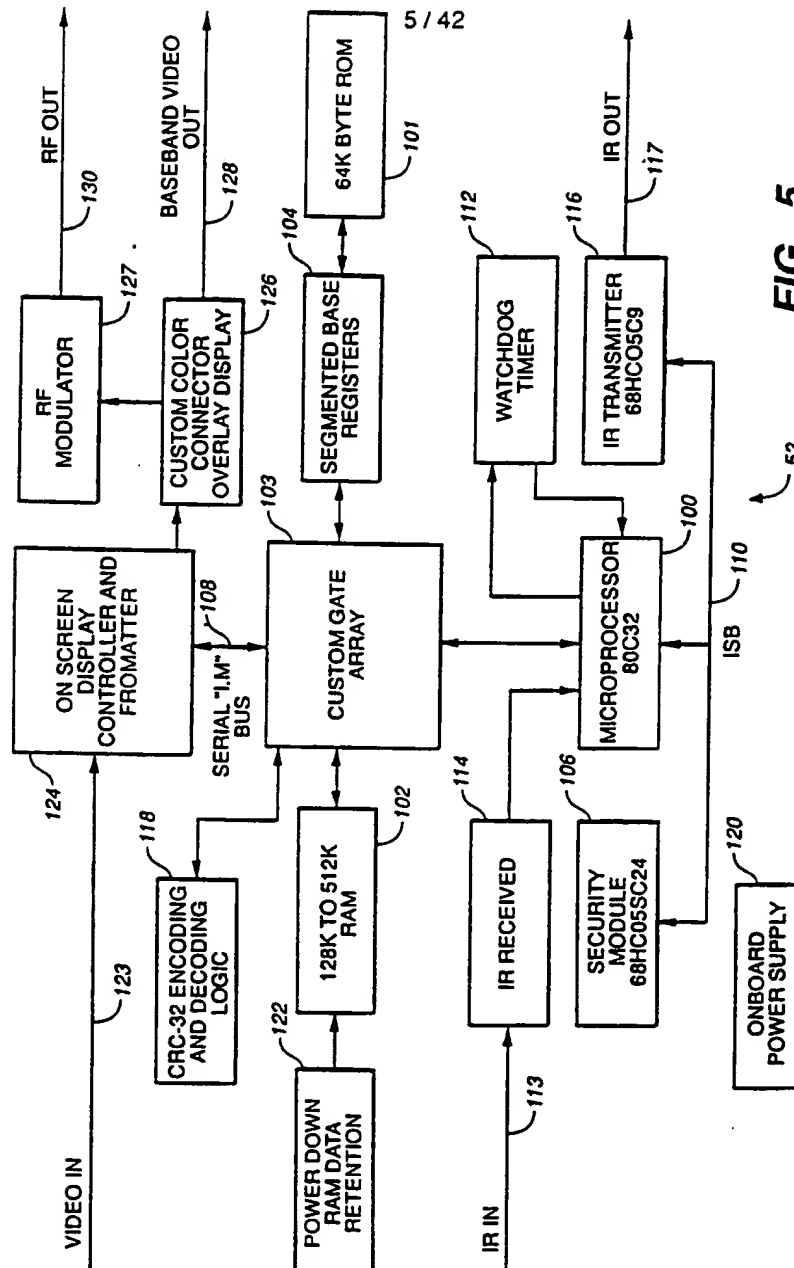 5 / 42
RF OUT
130
BASEBAND VIDEO
OUT
128
RF
MODULATOR
127
CUSTOM COLOR
CONNECTOR
OVERLAY DISPLAY
126
64K BYTE ROM
101
SEGMENTED BASE
REGISTERS
104
ON SCREEN
DISPLAY
CONTROLLER AND
FROMATTER
124
SERIAL "I.M"
BUS
108
CUSTOM GATE
ARRAY
103
VIDEO IN
123
CRC-32 ENCODING
AND DECODING
LOGIC
118
128K TO 512K
RAM
102
POWER DOWN
RAM DATA
RETENTION
122
IR IN
113
IR RECEIVED
114
SECURITY
MODULE
68HC05SC24
106
MICROPROCESSOR
80C32
100
WATCHDOG
TIMER
112
IR TRANSMITTER
68HCO5C9
116
IR OUT
117
ISB
110
ONBOARD
POWER SUPPLY
120
53
FIG. 5